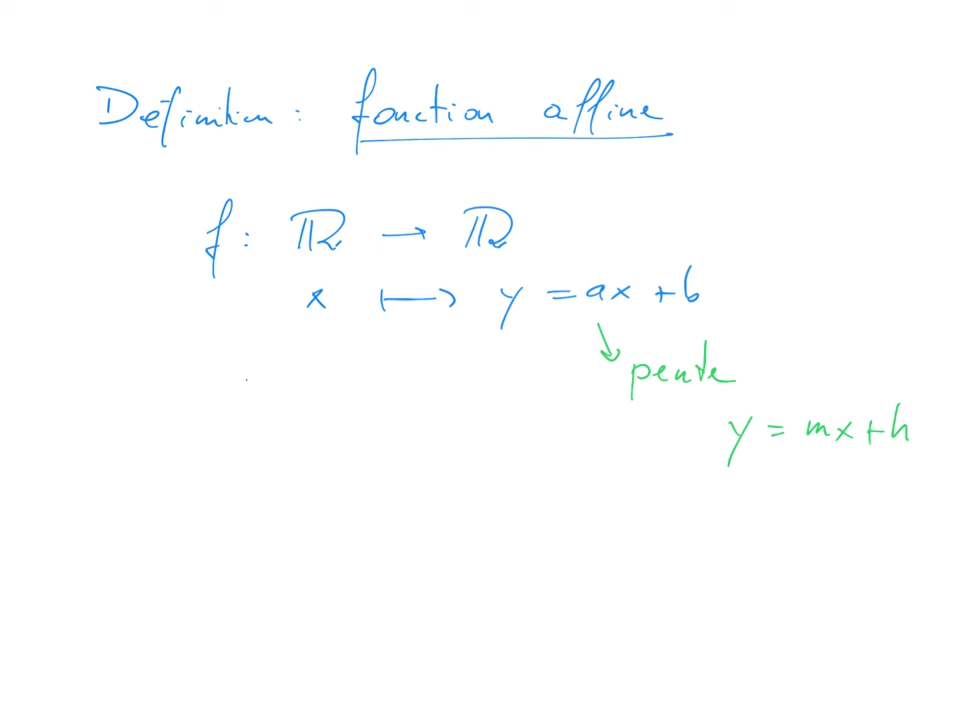 Definition : fonction affine
f : ℝ → ℝ
x ⟼ y = ax + b
pente
y = mx + h